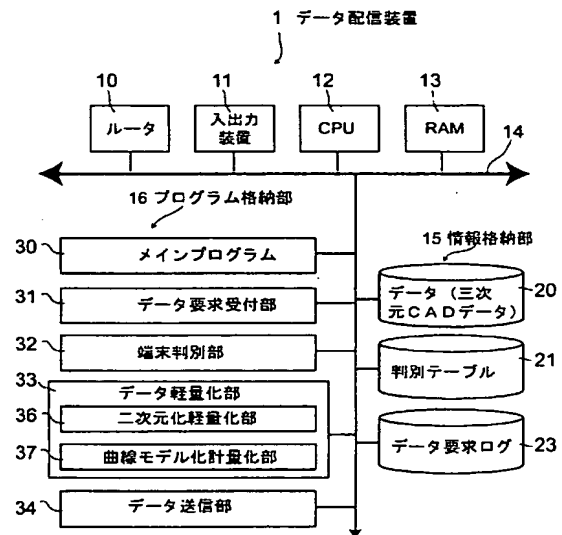 1 データ配信装置
10
11
12
13
ルータ
入出力
装置
CPU
RAM
14
16 プログラム格納部
15 情報格納部
30
メインプログラム
31
データ要求受付部
32
端末判別部
33
データ軽量化部
36
二次元化軽量化部
37
曲線モデル化計量化部
34
データ送信部
データ（三次
元CADデータ）
20
判別テーブル
21
データ要求ログ
23